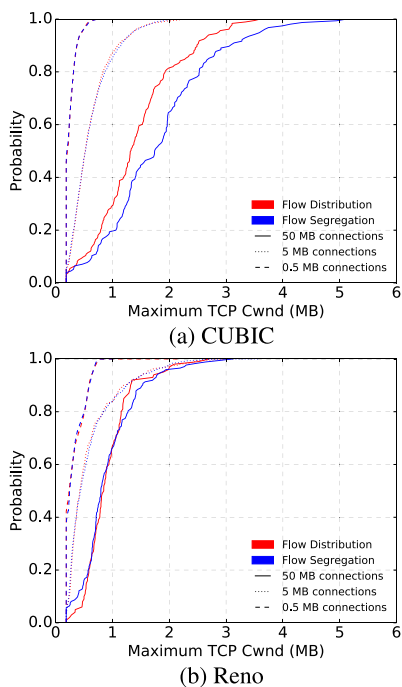 1.0
0.8
0.6
0.4
0.2
0.0
Probability
Flow Distribution
Flow Segregation
50 MB connections
5 MB connections
0.5 MB connections
0 1 2 3 4 5 6
Maximum TCP Cwnd (MB)
(a) CUBIC
1.0
0.8
0.6
0.4
0.2
0.0
Probability
Flow Distribution
Flow Segregation
50 MB connections
5 MB connections
0.5 MB connections
0 1 2 3 4 5 6
Maximum TCP Cwnd (MB)
(b) Reno